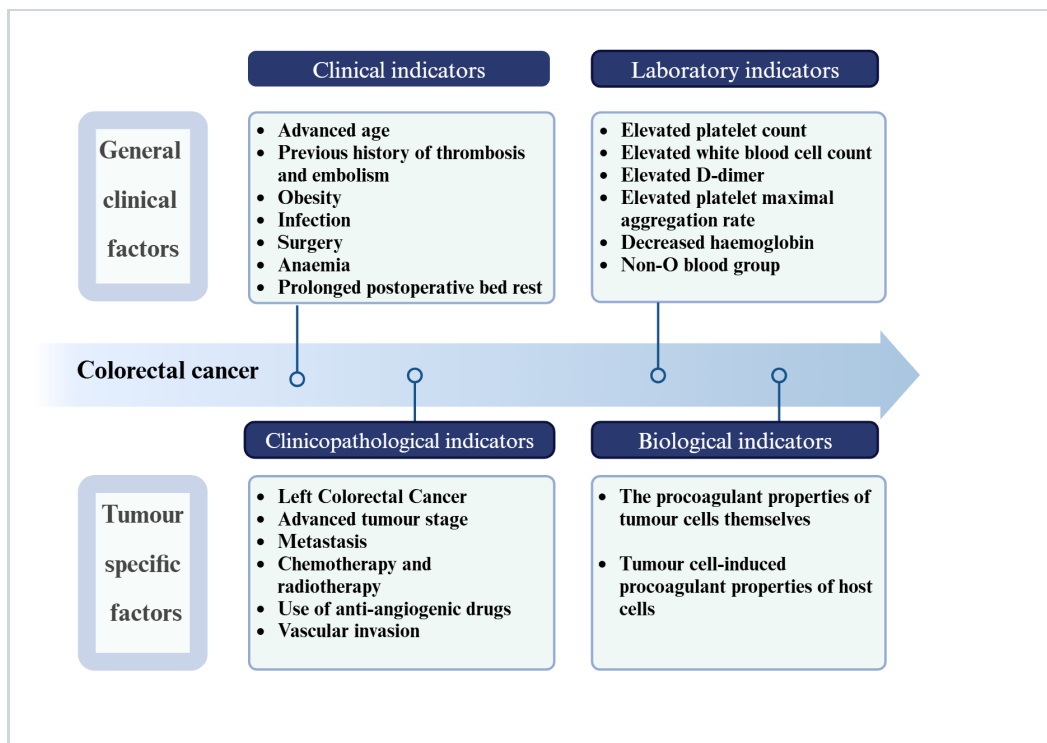 Clinical indicators
Laboratory indicators
General
clinical
factors
• Advanced age
• Previous history of thrombosis
and embolism
• Obesity
• Infection
• Surgery
• Anaemia
• Prolonged postoperative bed rest
• Elevated platelet count
• Elevated white blood cell count
• Elevated D-dimer
• Elevated platelet maximal
aggregation rate
• Decreased haemoglobin
• Non-O blood group
Colorectal cancer
Clinicopathological indicators
Biological indicators
Tumour
specific
factors
• Left Colorectal Cancer
• Advanced tumour stage
• Metastasis
• Chemotherapy and
radiotherapy
• Use of anti-angiogenic drugs
• Vascular invasion
• The procoagulant properties of
tumour cells themselves
• Tumour cell-induced
procoagulant properties of host
cells